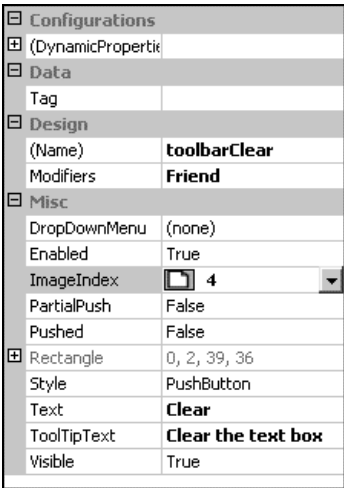 Configurations
(DynamicPropertie
Data
Tag
Design
(Name) toolbarClear
Modifiers Friend
Misc
DropDownMenu (none)
Enabled True
ImageIndex 4
PartialPush False
Pushed False
Rectangle 0, 2, 39, 36
Style PushButton
Text Clear
ToolTipText Clear the text box
Visible True